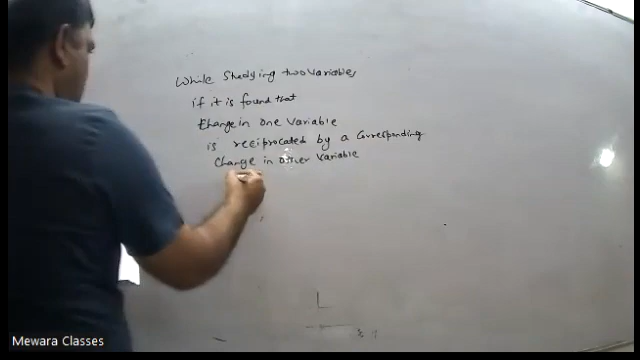 While Studying two Variables
if it is found that
Change in one Variable
is reciprocated by a Corresponding
Change in other Variable
Mewara Classes